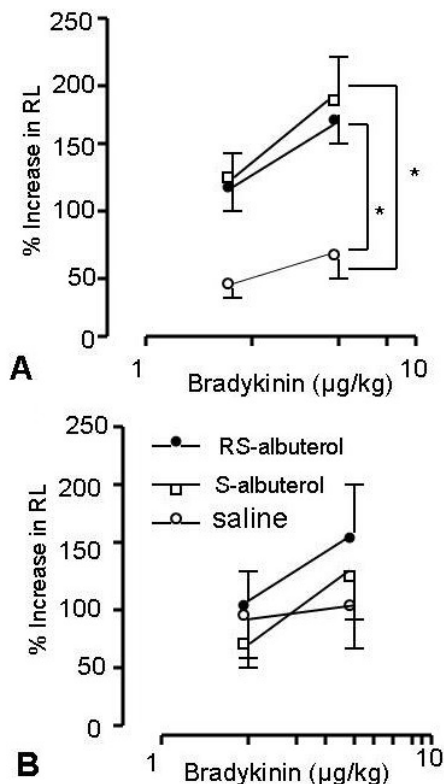 250
200
150
100
50
0
% Increase in RL
*
*
1
10
A
Bradykinin (µg/kg)
250
200
150
100
50
0
% Increase in RL
RS-albuterol
S-albuterol
saline
1
10
B
Bradykinin (µg/kg)